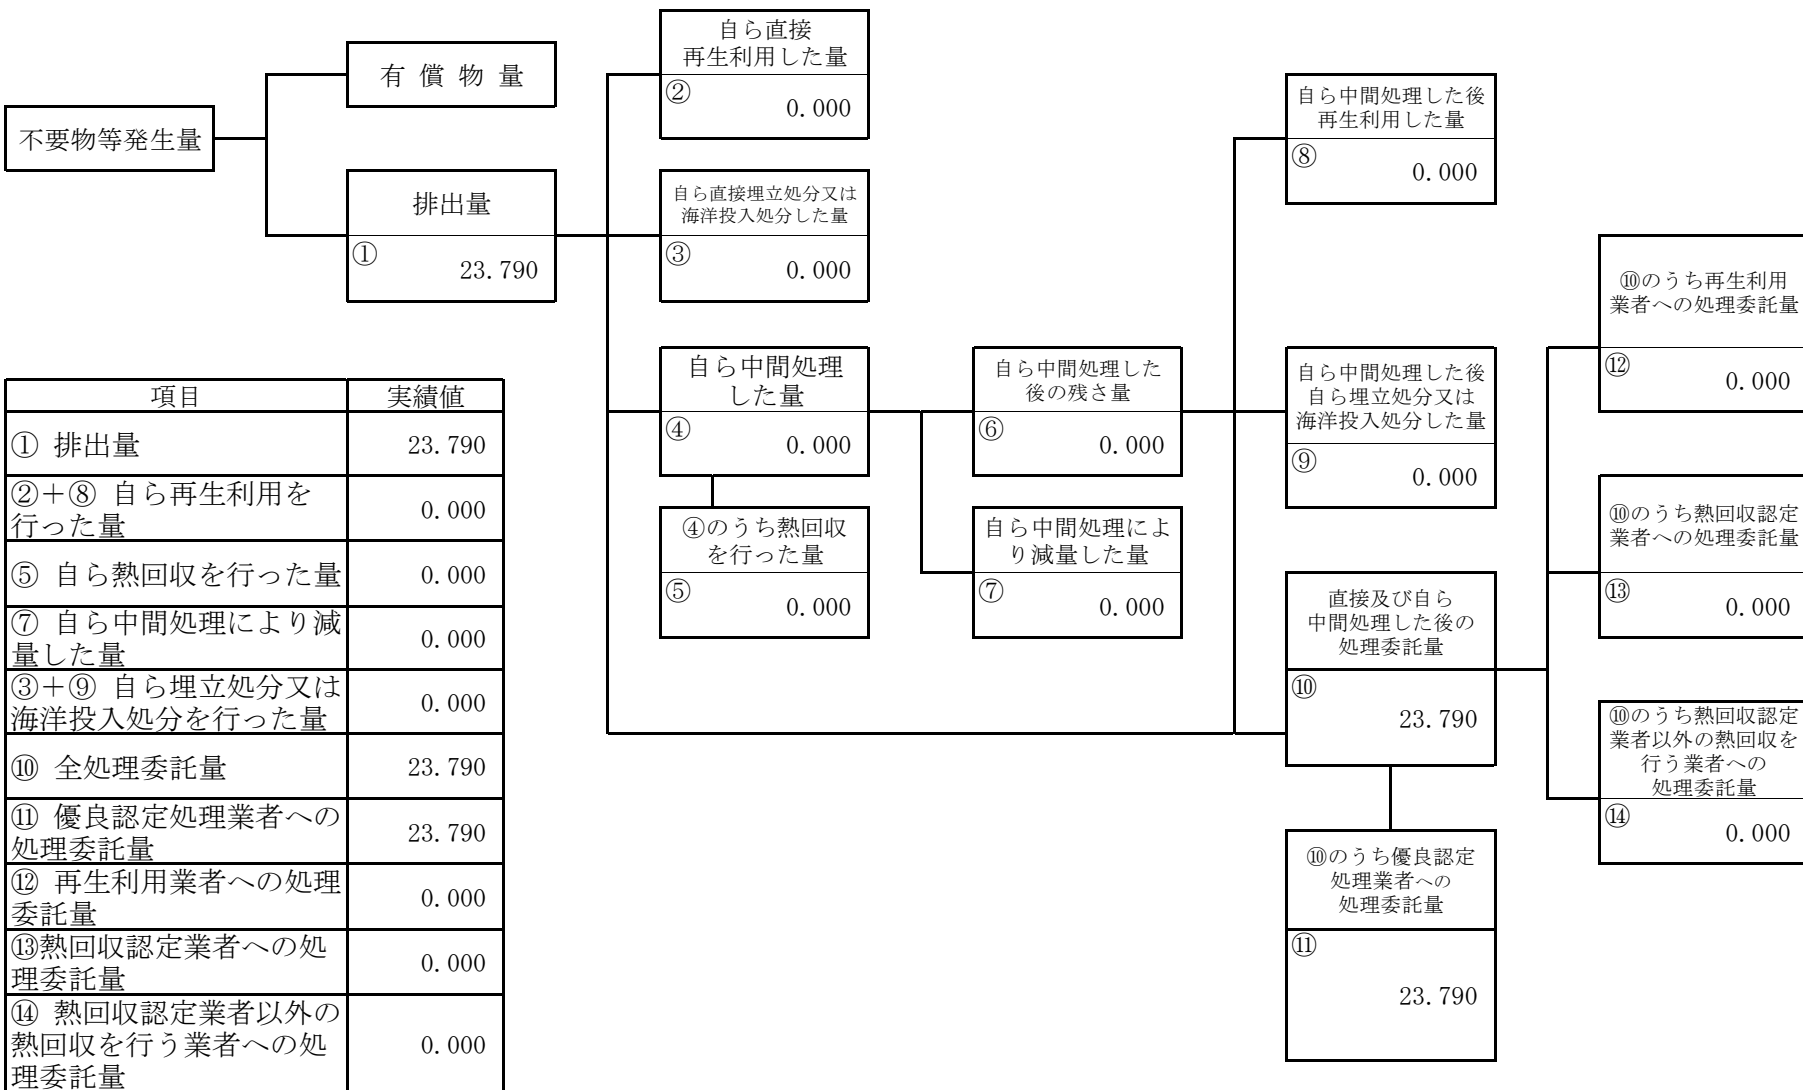 不要物等発生量
有 償 物 量
排出量
①
23.790
自ら直接
再生利用した量
②
0.000
自ら直接埋立処分又は
海洋投入処分した量
③
0.000
自ら中間処理
した量
④
0.000
④のうち熱回収
を行った量
⑤
0.000
自ら中間処理した
後の残さ量
⑥
0.000
自ら中間処理によ
り減量した量
⑦
0.000
自ら中間処理した後
再生利用した量
⑧
0.000
自ら中間処理した後
自ら埋立処分又は
海洋投入処分した量
⑨
0.000
直接及び自ら
中間処理した後の
処理委託量
⑩
23.790
⑩のうち優良認定
処理業者への
処理委託量
⑪
23.790
⑩のうち再生利用
業者への処理委託量
⑫
0.000
⑩のうち熱回収認定
業者への処理委託量
⑬
0.000
⑩のうち熱回収認定
業者以外の熱回収を
行う業者への
処理委託量
⑭
0.000
項目 実績値
① 排出量 23.790
②+⑧ 自ら再生利用を
行った量 0.000
⑤ 自ら熱回収を行った量 0.000
⑦ 自ら中間処理により減
量した量 0.000
③+⑨ 自ら埋立処分又は
海洋投入処分を行った量 0.000
⑩ 全処理委託量 23.790
⑪ 優良認定処理業者への
処理委託量 23.790
⑫ 再生利用業者への処理
委託量 0.000
⑬熱回収認定業者への処
理委託量 0.000
⑭ 熱回収認定業者以外の
熱回収を行う業者への処
理委託量 0.000